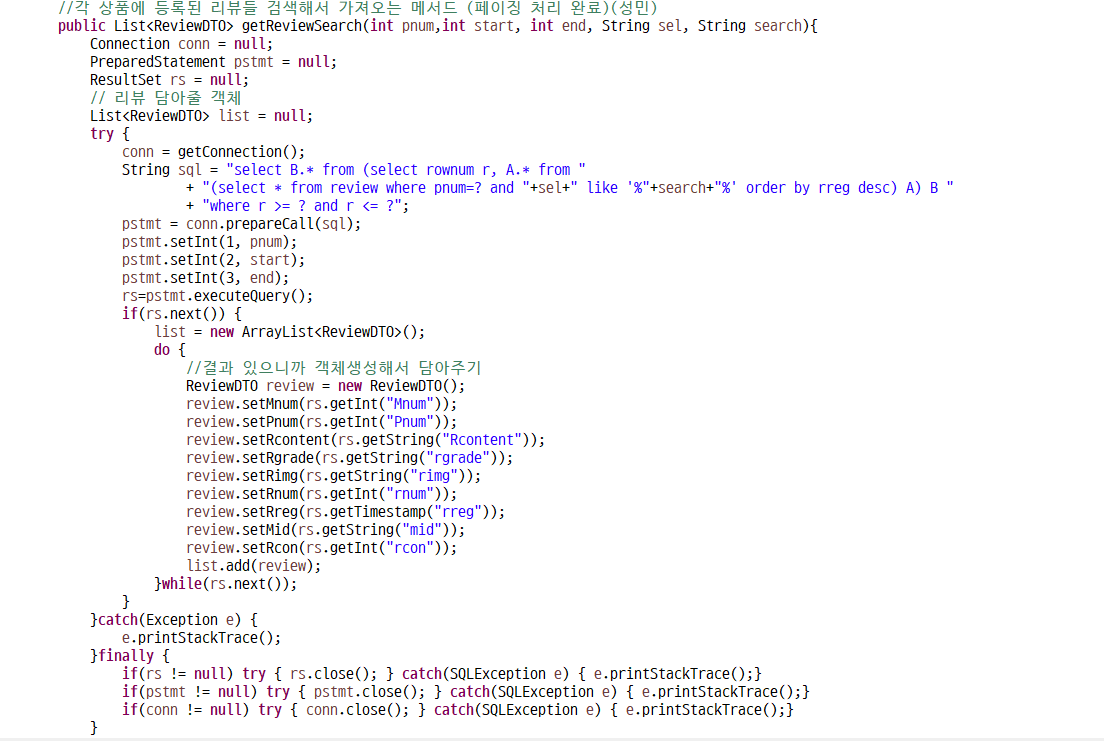 //각 상품에 등록된 리뷰들 검색해서 가져오는 메서드 (페이징 처리 완료)(성민)
public List<ReviewDTO> getReviewSearch(int pnum,int start, int end, String sel, String search){
    Connection conn = null;
    PreparedStatement pstmt = null;
    ResultSet rs = null;
    // 리뷰 담아줄 객체
    List<ReviewDTO> list = null;
    try {
        conn = getConnection();
        String sql = "select B.* from (select rownum r, A.* from "
                + "(select * from review where pnum=? and "+sel+" like '%"+search+"%' order by rreg desc) A) B "
                + "where r >= ? and r <= ?";
        pstmt = conn.prepareCall(sql);
        pstmt.setInt(1, pnum);
        pstmt.setInt(2, start);
        pstmt.setInt(3, end);
        rs=pstmt.executeQuery();
        if(rs.next()) {
            list = new ArrayList<ReviewDTO>();
            do {
                //결과 있으니까 객체생성해서 담아주기
                ReviewDTO review = new ReviewDTO();
                review.setMnum(rs.getInt("Mnum"));
                review.setPnum(rs.getInt("Pnum"));
                review.setRcontent(rs.getString("Rcontent"));
                review.setRgrade(rs.getString("rgrade"));
                review.setRimg(rs.getString("rimg"));
                review.setRnum(rs.getInt("rnum"));
                review.setRreg(rs.getTimestamp("rreg"));
                review.setMid(rs.getString("mid"));
                review.setRcon(rs.getInt("rcon"));
                list.add(review);
            }while(rs.next());
        }
    }catch(Exception e) {
        e.printStackTrace();
    }finally {
        if(rs != null) try { rs.close(); } catch(SQLException e) { e.printStackTrace();}
        if(pstmt != null) try { pstmt.close(); } catch(SQLException e) { e.printStackTrace();}
        if(conn != null) try { conn.close(); } catch(SQLException e) { e.printStackTrace();}
    }